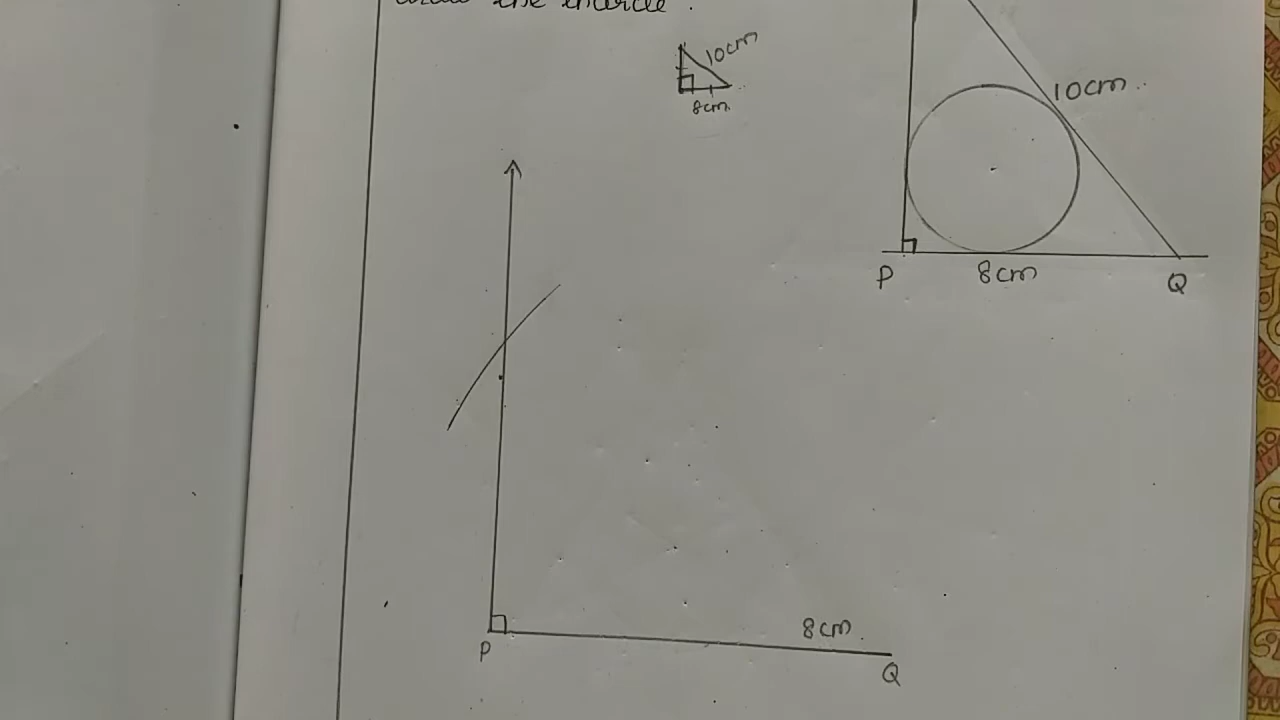 the incircle.
10cm
8cm.
10cm.
P
8cm
Q
8cm.
P
Q